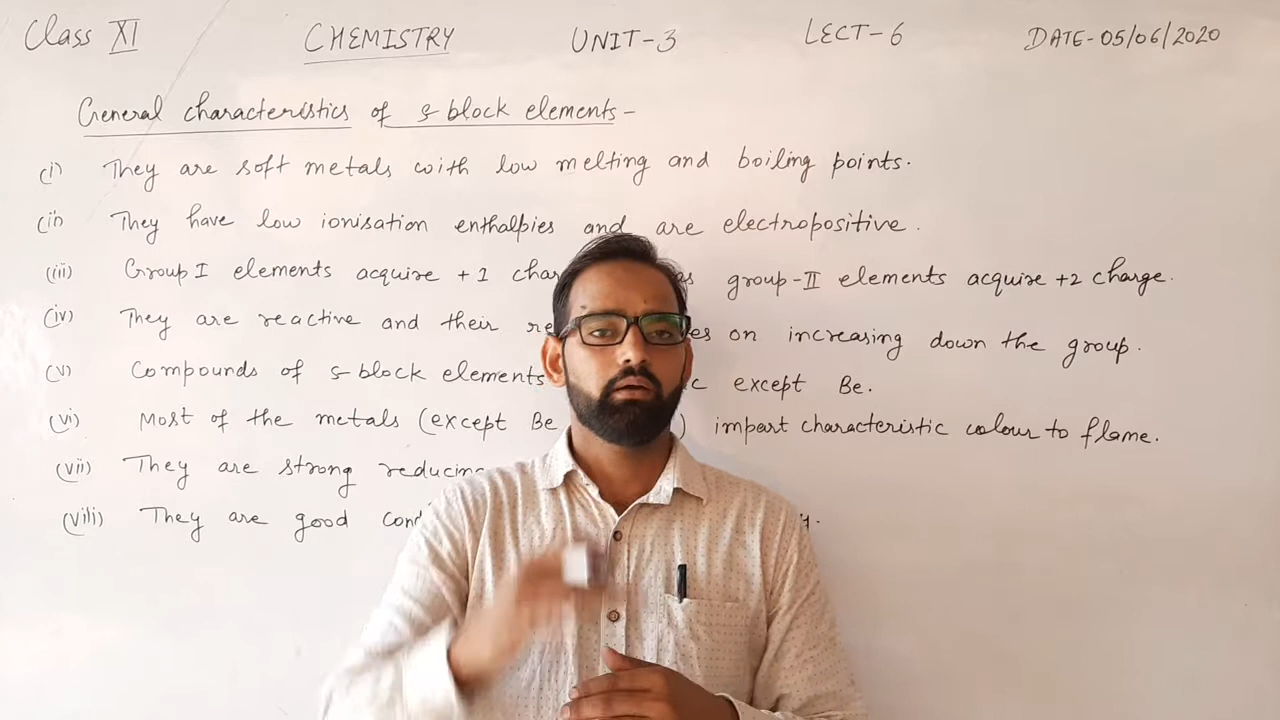 Class XI CHEMISTRY UNIT-3 LECT-6 DATE-05/06/2020
General characteristics of s-block elements-
(i) They are soft metals with low melting and boiling points.
(ii) They have low ionisation enthalpies and are electropositive.
(iii) Group I elements acquire +1 group-II elements acquire +2 charge.
(iv) They are reactive and their on increasing down the group.
(v) Compounds of s-block elements except Be.
(vi) Most of the metals (except Be ) impart characteristic colour to flame.
(vii) They are strong
(viii) They are good